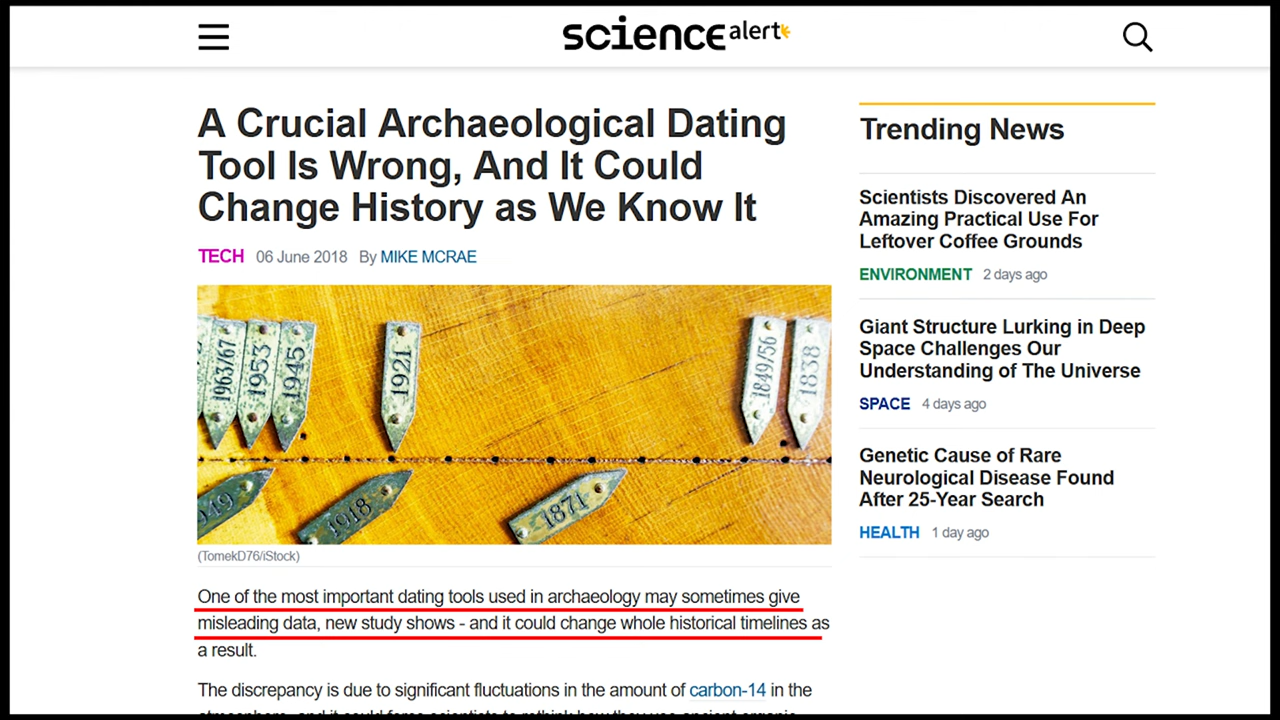 science alert
A Crucial Archaeological Dating
Tool Is Wrong, And It Could
Change History as We Know It
TECH 06 June 2018 By MIKE MCRAE
1963/67
1953
1945
1921
1849/56
1838
1918
1871
(TomekD76/iStock)
One of the most important dating tools used in archaeology may sometimes give
misleading data, new study shows - and it could change whole historical timelines as
a result.
The discrepancy is due to significant fluctuations in the amount of carbon-14 in the
Trending News
Scientists Discovered An
Amazing Practical Use For
Leftover Coffee Grounds
ENVIRONMENT 2 days ago
Giant Structure Lurking in Deep
Space Challenges Our
Understanding of The Universe
SPACE 4 days ago
Genetic Cause of Rare
Neurological Disease Found
After 25-Year Search
HEALTH 1 day ago